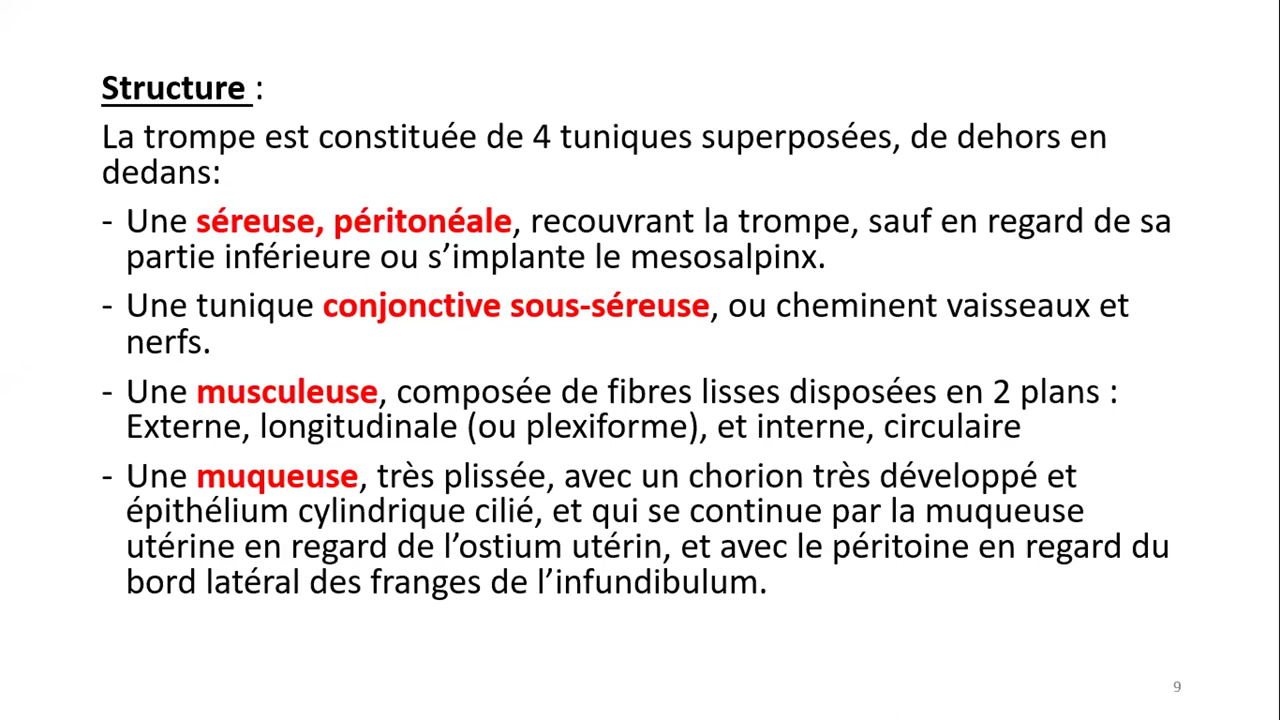 Structure :
La trompe est constituée de 4 tuniques superposées, de dehors en
dedans:
- Une séreuse, péritonéale, recouvrant la trompe, sauf en regard de sa
partie inférieure ou s’implante le mesosalpinx.
- Une tunique conjonctive sous-séreuse, ou cheminent vaisseaux et
nerfs.
- Une musculeuse, composée de fibres lisses disposées en 2 plans :
Externe, longitudinale (ou plexiforme), et interne, circulaire
- Une muqueuse, très plissée, avec un chorion très développé et
épithélium cylindrique cilié, et qui se continue par la muqueuse
utérine en regard de l’ostium utérin, et avec le péritoine en regard du
bord latéral des franges de l’infundibulum.
9